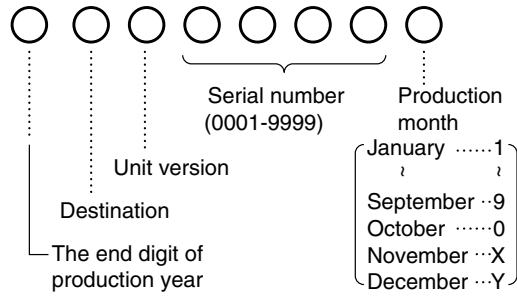 Serial number
(0001-9999)
Production
month
January ······1
~ ~
September ··9
October ······0
November ···X
December ···Y
Unit version
Destination
The end digit of
production year